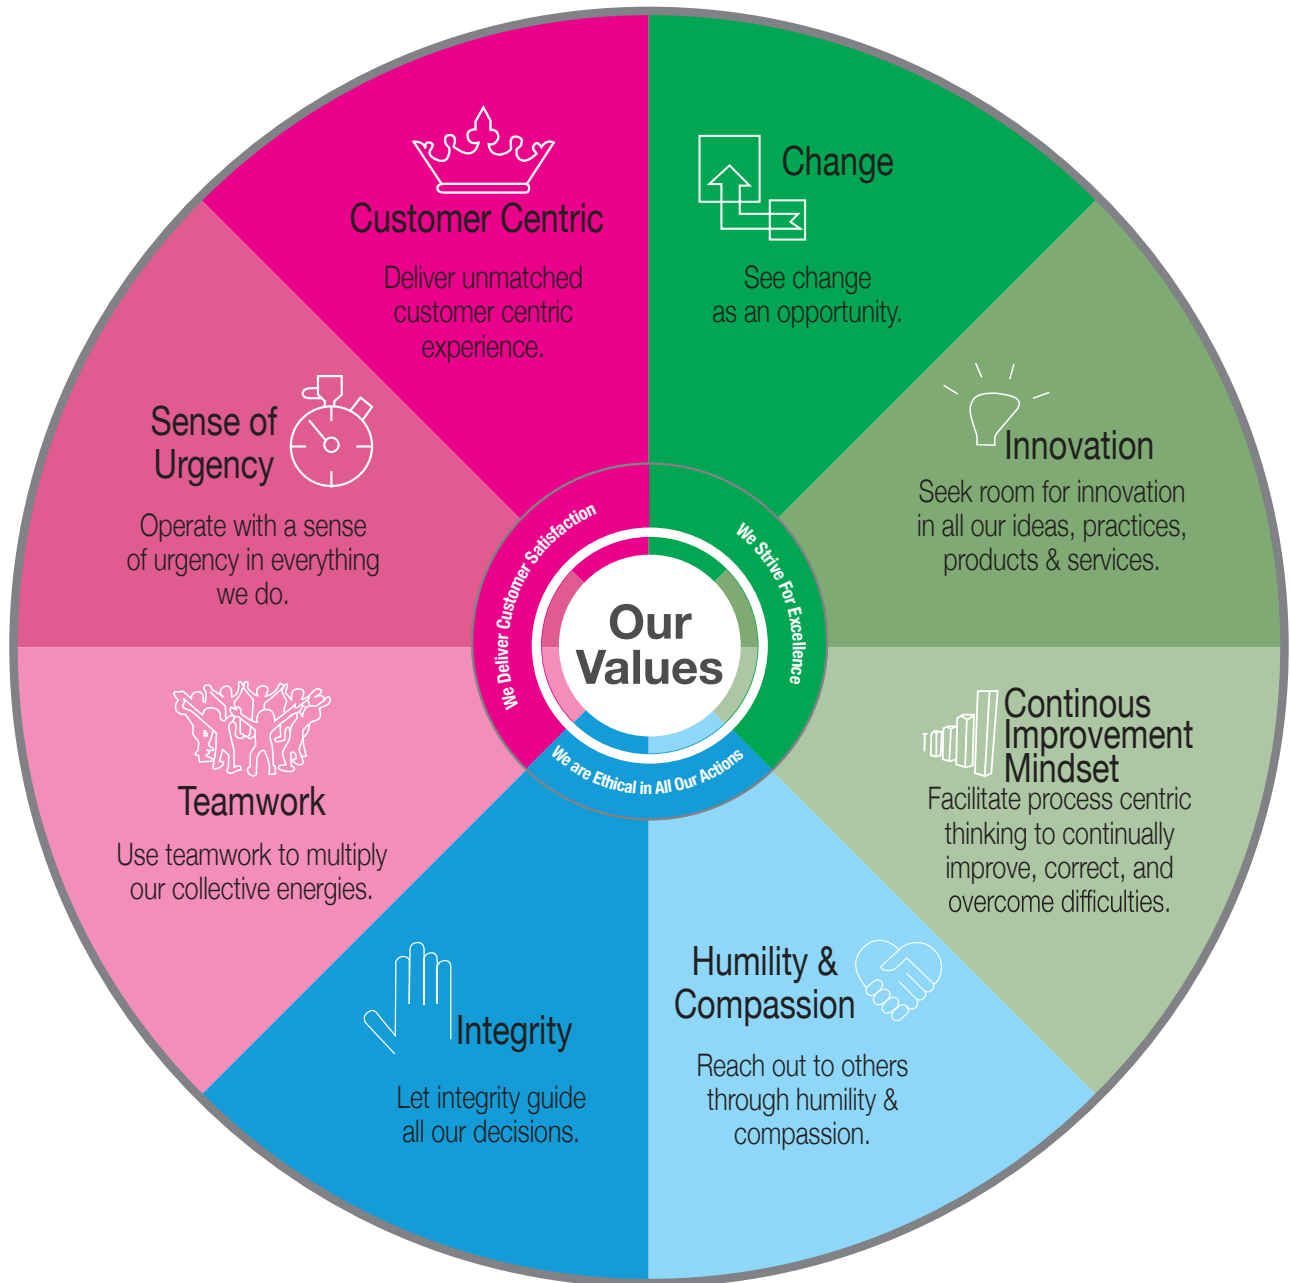 Our
Values
We Deliver Customer Satisfaction
We Strive For Excellence
We are Ethical in All Our Actions
Customer Centric
Deliver unmatched
customer centric
experience.
Change
See change
as an opportunity.
Innovation
Seek room for innovation
in all our ideas, practices,
products & services.
Continous
Improvement
Mindset
Facilitate process centric
thinking to continually
improve, correct, and
overcome difficulties.
Humility &
Compassion
Reach out to others
through humility &
compassion.
Integrity
Let integrity guide
all our decisions.
Teamwork
Use teamwork to multiply
our collective energies.
Sense of
Urgency
Operate with a sense
of urgency in everything
we do.